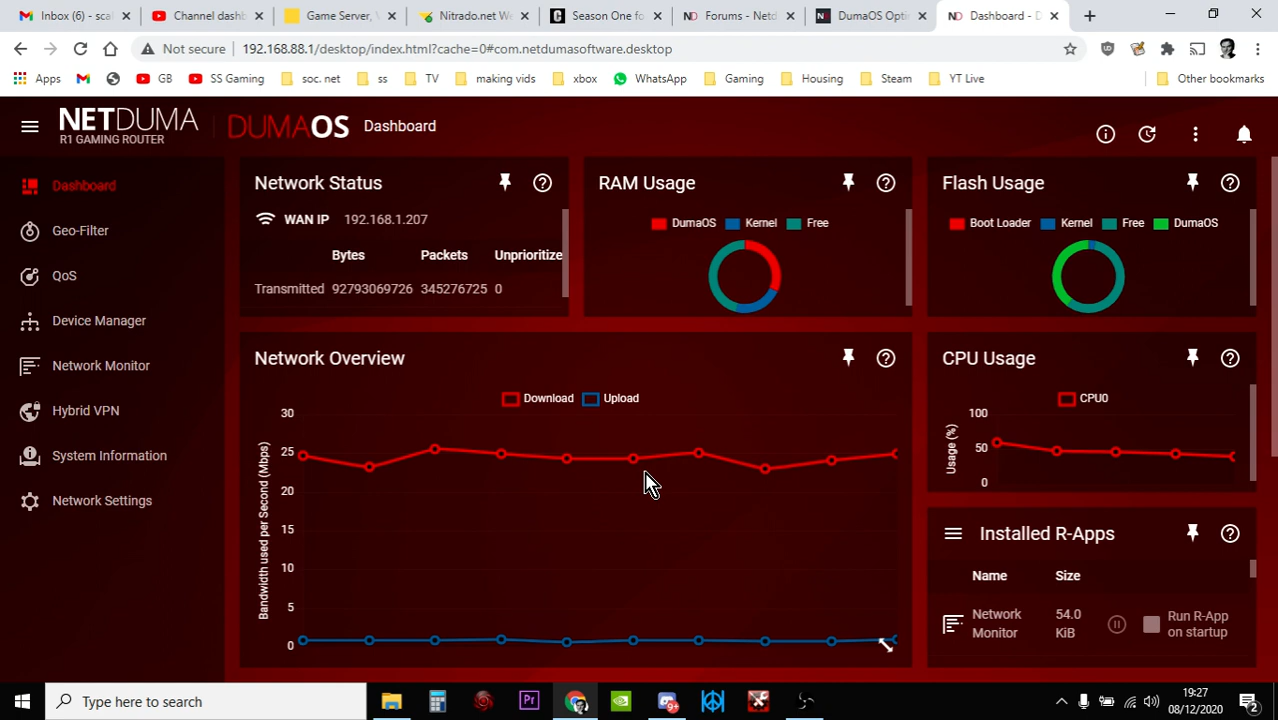 Inbox (6) - scal
Channel dashb
Game Server, V
Nitrado.net We
Season One fo
Forums - Netd
DumaOS Opti
Dashboard - D
Not secure 192.168.88.1/desktop/index.html?cache=0#com.netdumasoftware.desktop
Apps GB SS Gaming soc. net ss TV making vids xbox WhatsApp Gaming Housing Steam YT Live Other bookmarks
NETDUMA
R1 GAMING ROUTER
DUMAOS
Dashboard
Dashboard
Geo-Filter
QoS
Device Manager
Network Monitor
Hybrid VPN
System Information
Network Settings
Network Status
WAN IP 192.168.1.207
Bytes Packets Unprioritize
Transmitted 92793069726 345276725 0
RAM Usage
DumaOS Kernel Free
Flash Usage
Boot Loader Kernel Free DumaOS
Network Overview
Download Upload
Bandwidth used per Second (Mbps)
30
25
20
15
10
5
0
CPU Usage
CPU0
Usage (%)
100
50
0
Installed R-Apps
Name Size
Network Monitor
54.0 KiB
Run R-App on startup
Type here to search
Pr
9+
19:27
08/12/2020
2